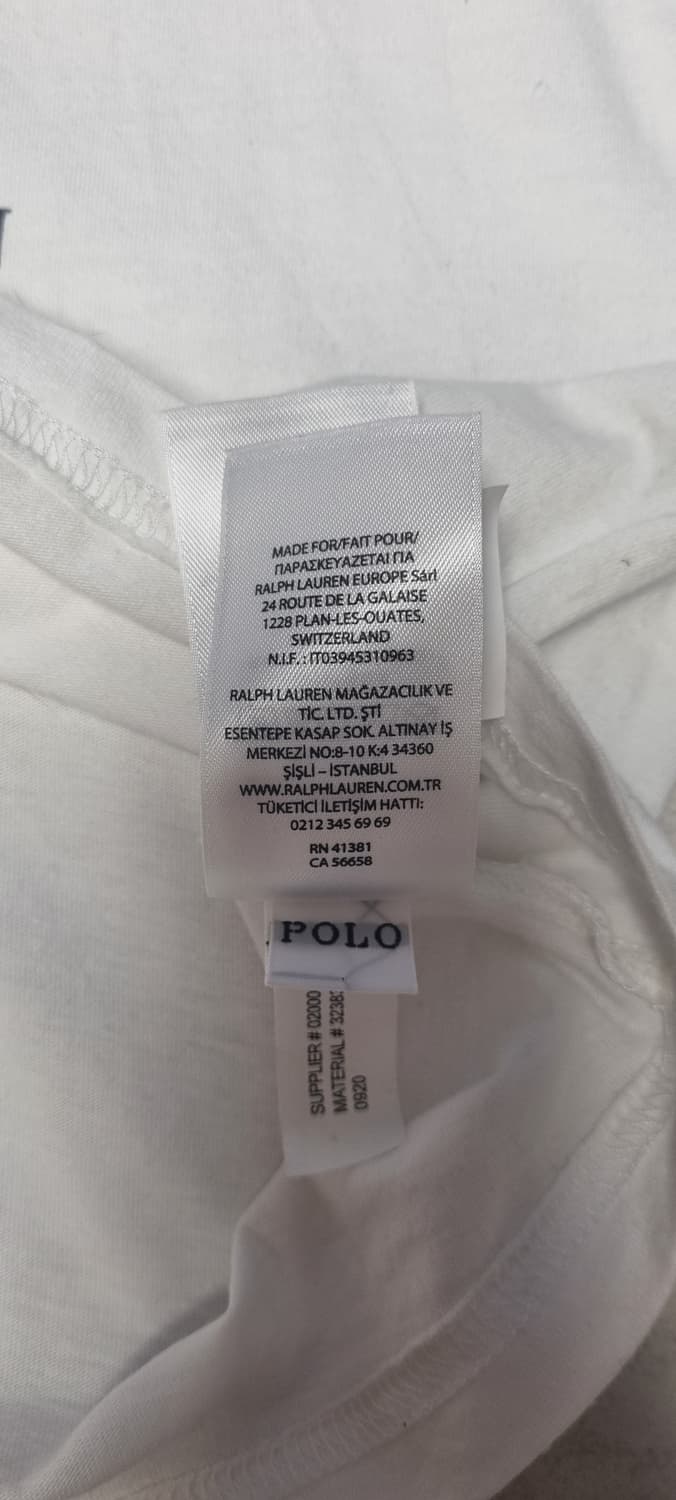 MADE FOR/FAIT POUR/
ΠΑΡΑΣΚΕΥΑΖΕΤΑΙ ΓΙΑ
RALPH LAUREN EUROPE Sárl
24 ROUTE DE LA GALAISE
1228 PLAN-LES-OUATES,
SWITZERLAND
N.I.F. : IT03945310963
RALPH LAUREN MAĞAZACILIK VE
TİC. LTD. ŞTİ
ESENTEPE KASAP SOK. ALTINAY İŞ
MERKEZİ NO:8-10 K:4 34360
ŞİŞLİ – İSTANBUL
WWW.RALPHLAUREN.COM.TR
TÜKETİCİ İLETİŞİM HATTI:
0212 345 69 69
RN 41381
CA 56658
POLO
SUPPLIER # 02000
MATERIAL # 3238
0920